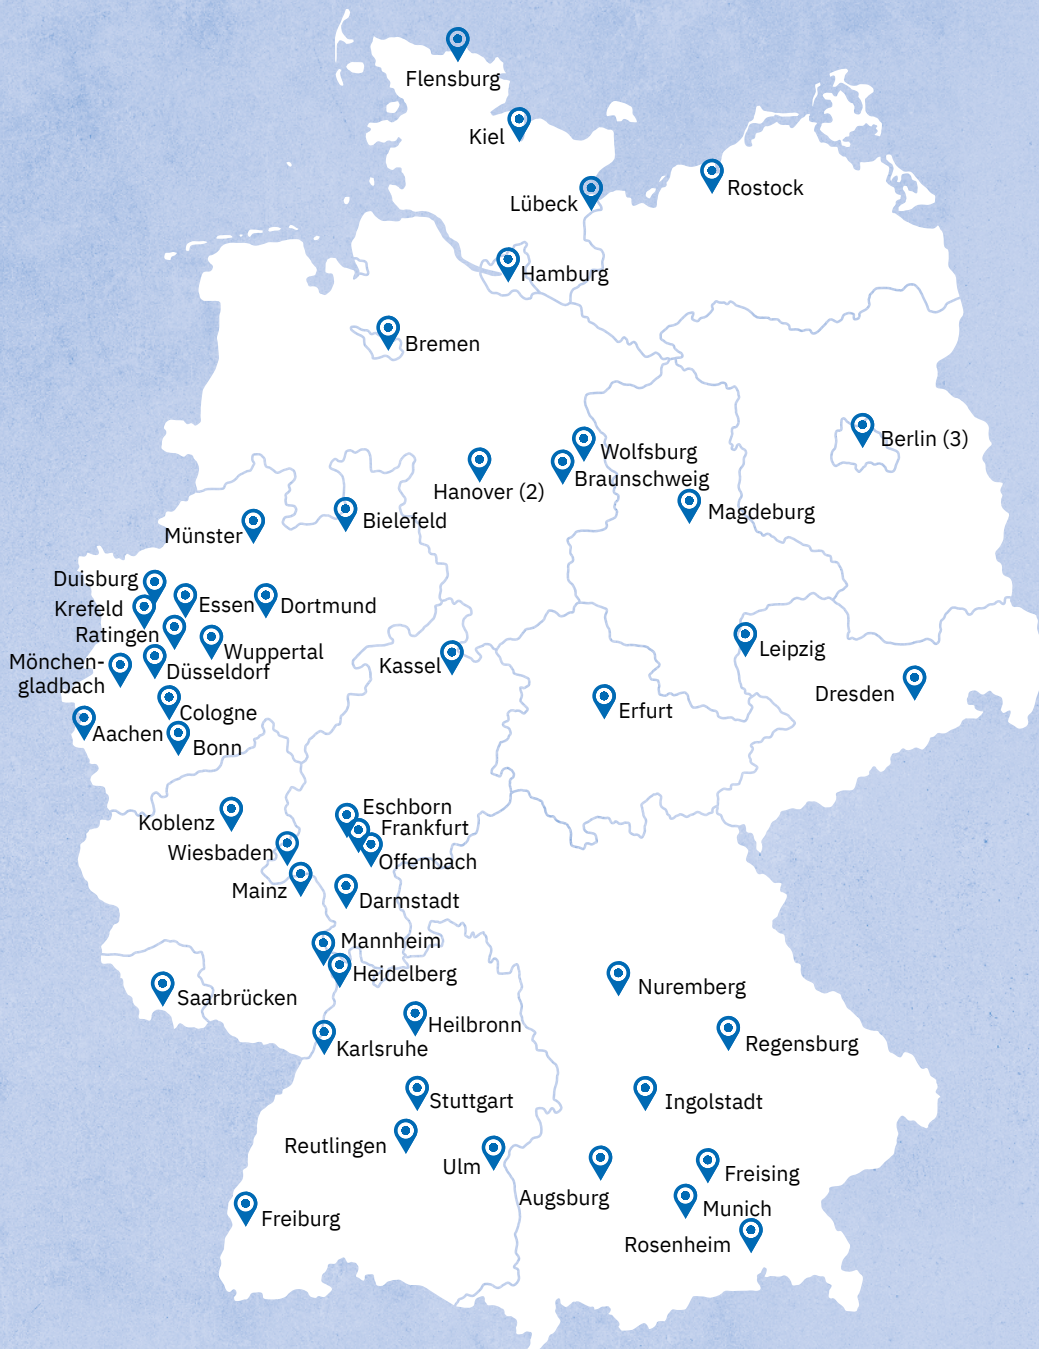 Flensburg
Kiel
Rostock
Lübeck
Hamburg
Bremen
Berlin (3)
Wolfsburg
Braunschweig
Hanover (2)
Magdeburg
Bielefeld
Münster
Duisburg
Krefeld
Essen
Dortmund
Ratingen
Wuppertal
Mönchen-
gladbach
Düsseldorf
Kassel
Leipzig
Dresden
Erfurt
Cologne
Aachen
Bonn
Eschborn
Koblenz
Frankfurt
Wiesbaden
Offenbach
Mainz
Darmstadt
Mannheim
Heidelberg
Nuremberg
Saarbrücken
Heilbronn
Regensburg
Karlsruhe
Stuttgart
Ingolstadt
Reutlingen
Ulm
Freising
Augsburg
Munich
Freiburg
Rosenheim